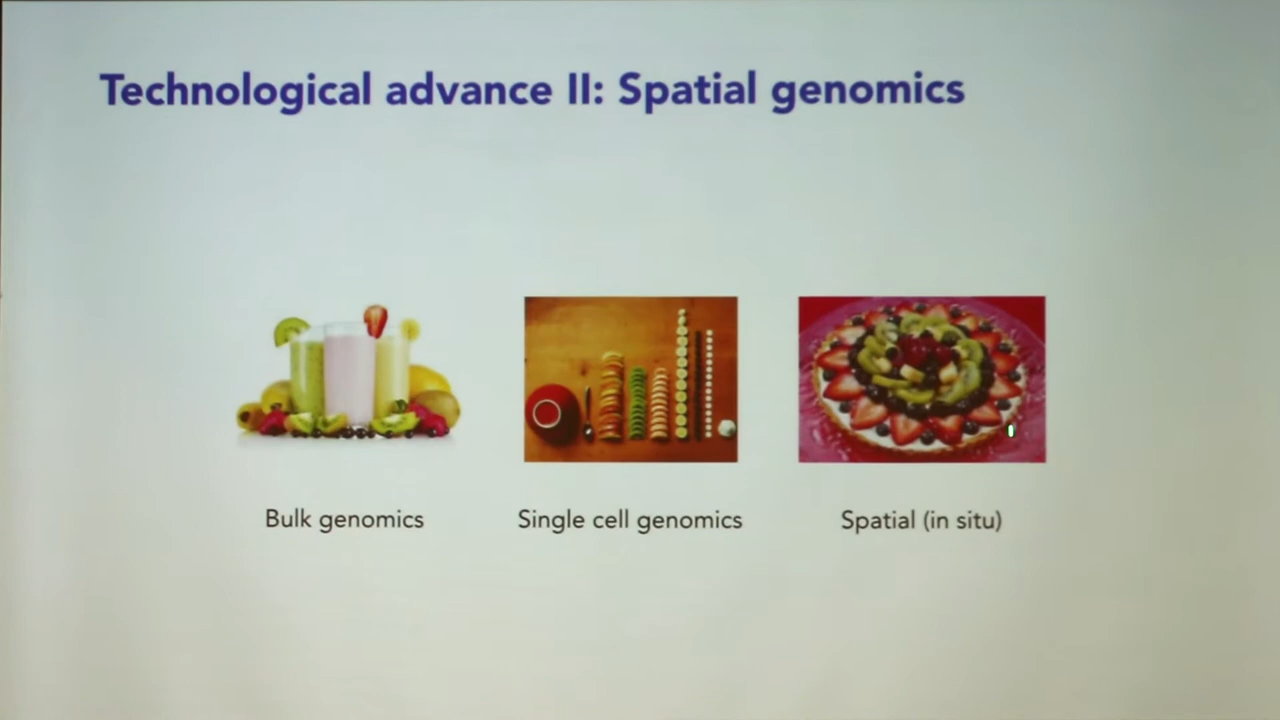 Technological advance II: Spatial genomics
Bulk genomics
Single cell genomics
Spatial (in situ)